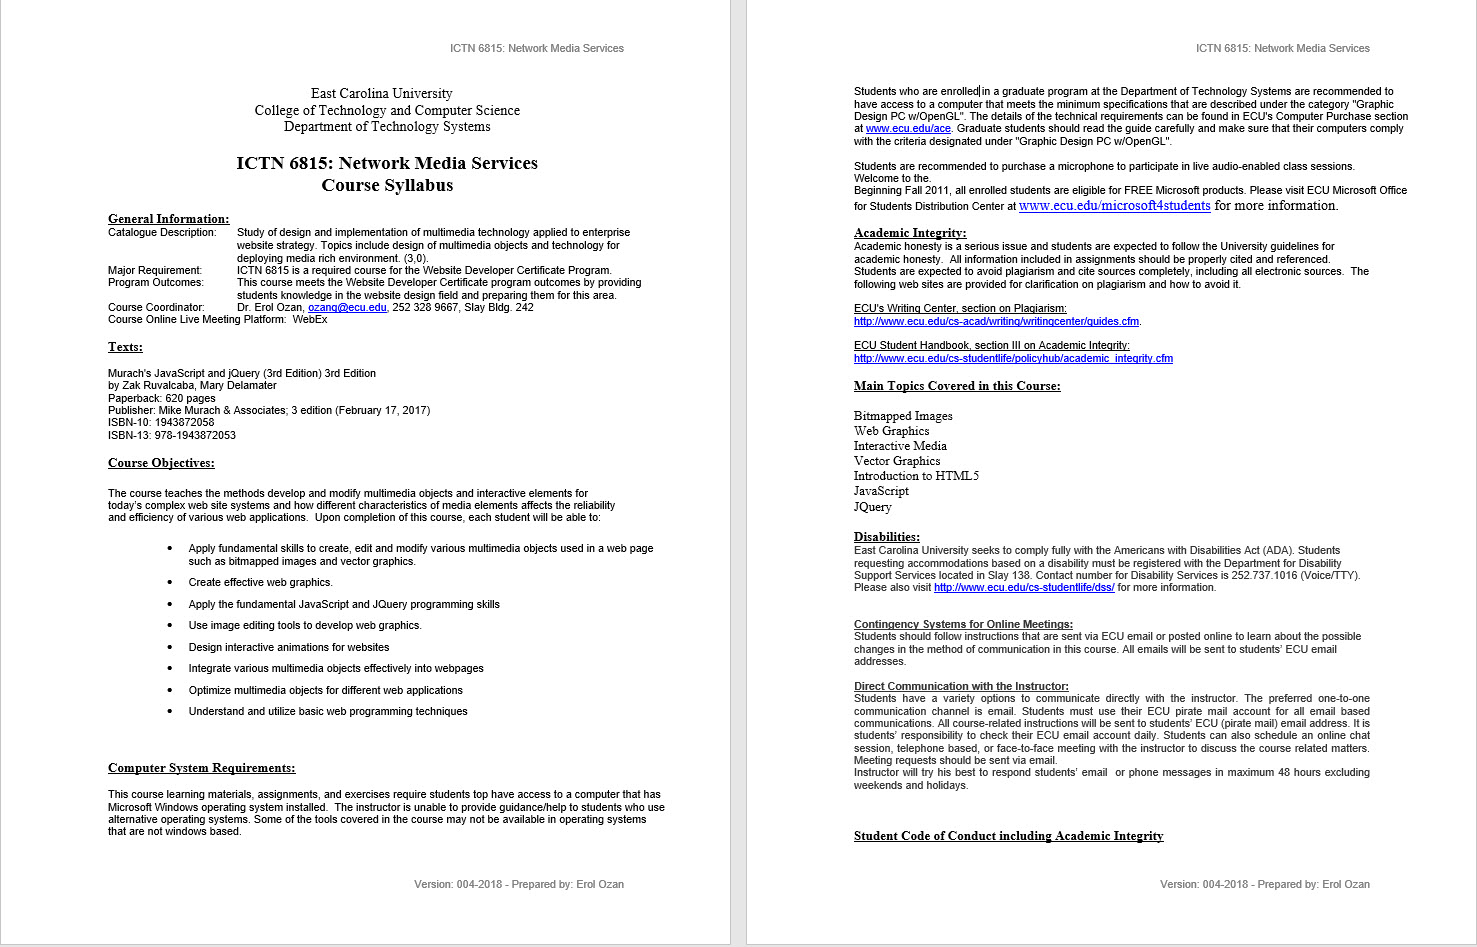 ICTN 6815: Network Media Services
East Carolina University
College of Technology and Computer Science
Department of Technology Systems
ICTN 6815: Network Media Services
Course Syllabus
General Information:
Catalogue Description: Study of design and implementation of multimedia technology applied to enterprise
website strategy. Topics include design of multimedia objects and technology for
deploying media rich environment. (3,0).
Major Requirement: ICTN 6815 is a required course for the Website Developer Certificate Program.
Program Outcomes: This course meets the Website Developer Certificate program outcomes by providing
students knowledge in the website design field and preparing them for this area.
Course Coordinator: Dr. Erol Ozan, ozang@ecu.edu, 252 328 9667, Slay Bldg. 242
Course Online Live Meeting Platform: WebEx
Texts:
Murach's JavaScript and jQuery (3rd Edition) 3rd Edition
by Zak Ruvalcaba, Mary Delamater
Paperback: 620 pages
Publisher: Mike Murach & Associates; 3 edition (February 17, 2017)
ISBN-10: 1943872058
ISBN-13: 978-1943872053
Course Objectives:
The course teaches the methods develop and modify multimedia objects and interactive elements for
today's complex web site systems and how different characteristics of media elements affects the reliability
and efficiency of various web applications. Upon completion of this course, each student will be able to:
• Apply fundamental skills to create, edit and modify various multimedia objects used in a web page
such as bitmapped images and vector graphics.
• Create effective web graphics.
• Apply the fundamental JavaScript and JQuery programming skills
• Use image editing tools to develop web graphics.
• Design interactive animations for websites
• Integrate various multimedia objects effectively into webpages
• Optimize multimedia objects for different web applications
• Understand and utilize basic web programming techniques
Computer System Requirements:
This course learning materials, assignments, and exercises require students top have access to a computer that has
Microsoft Windows operating system installed. The instructor is unable to provide guidance/help to students who use
alternative operating systems. Some of the tools covered in the course may not be available in operating systems
that are not windows based.
Version: 004-2018 - Prepared by: Erol Ozan
ICTN 6815: Network Media Services
Students who are enrolled in a graduate program at the Department of Technology Systems are recommended to
have access to a computer that meets the minimum specifications that are described under the category "Graphic
Design PC w/OpenGL". The details of the technical requirements can be found in ECU's Computer Purchase section
at www.ecu.edu/ace. Graduate students should read the guide carefully and make sure that their computers comply
with the criteria designated under "Graphic Design PC w/OpenGL".
Students are recommended to purchase a microphone to participate in live audio-enabled class sessions.
Welcome to the.
Beginning Fall 2011, all enrolled students are eligible for FREE Microsoft products. Please visit ECU Microsoft Office
for Students Distribution Center at www.ecu.edu/microsoft4students for more information.
Academic Integrity:
Academic honesty is a serious issue and students are expected to follow the University guidelines for
academic honesty. All information included in assignments should be properly cited and referenced.
Students are expected to avoid plagiarism and cite sources completely, including all electronic sources. The
following web sites are provided for clarification on plagiarism and how to avoid it.
ECU's Writing Center, section on Plagiarism:
http://www.ecu.edu/cs-acad/writing/writingcenter/guides.cfm.
ECU Student Handbook, section III on Academic Integrity:
http://www.ecu.edu/cs-studentlife/policyhub/academic_integrity.cfm
Main Topics Covered in this Course:
Bitmapped Images
Web Graphics
Interactive Media
Vector Graphics
Introduction to HTML5
JavaScript
JQuery
Disabilities:
East Carolina University seeks to comply fully with the Americans with Disabilities Act (ADA). Students
requesting accommodations based on a disability must be registered with the Department for Disability
Support Services located in Slay 138. Contact number for Disability Services is 252.737.1016 (Voice/TTY).
Please also visit http://www.ecu.edu/cs-studentlife/dss/ for more information.
Contingency Systems for Online Meetings:
Students should follow instructions that are sent via ECU email or posted online to learn about the possible
changes in the method of communication in this course. All emails will be sent to students' ECU email
addresses.
Direct Communication with the Instructor:
Students have a variety options to communicate directly with the instructor. The preferred one-to-one
communication channel is email. Students must use their ECU pirate mail account for all email based
communications. All course-related instructions will be sent to students' ECU (pirate mail) email address. It is
students' responsibility to check their ECU email account daily. Students can also schedule an online chat
session, telephone based, or face-to-face meeting with the instructor to discuss the course related matters.
Meeting requests should be sent via email.
Instructor will try his best to respond students' email or phone messages in maximum 48 hours excluding
weekends and holidays.
Student Code of Conduct including Academic Integrity
Version: 004-2018 - Prepared by: Erol Ozan